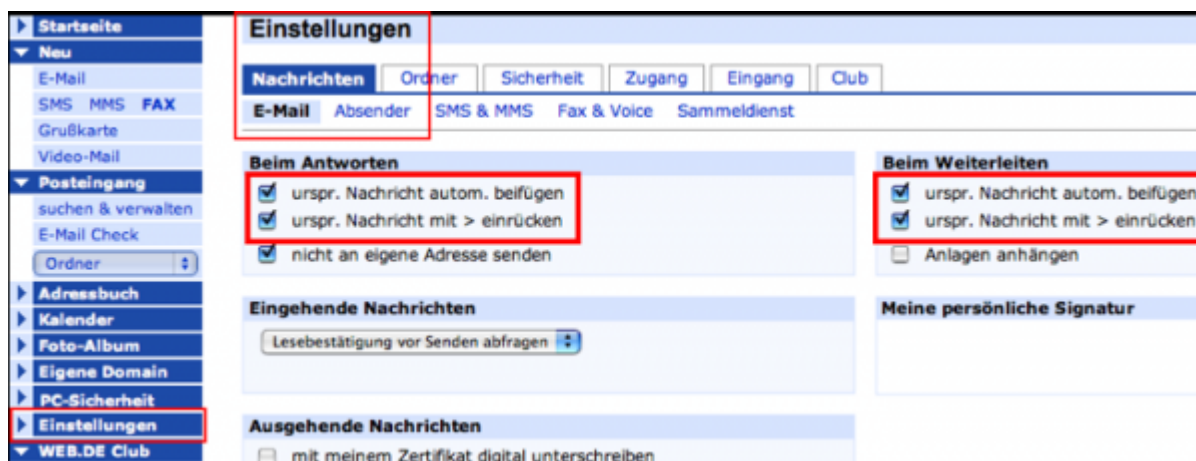 Startseite
Neu
E-Mail
SMS MMS FAX
Grußkarte
Video-Mail
Posteingang
suchen & verwalten
E-Mail Check
Ordner
Adressbuch
Kalender
Foto-Album
Eigene Domain
PC-Sicherheit
Einstellungen
WEB.DE Club
Einstellungen
Nachrichten Ordner Sicherheit Zugang Eingang Club
E-Mail Absender SMS & MMS Fax & Voice Sammeldienst
Beim Antworten
urspr. Nachricht autom. beifügen
urspr. Nachricht mit > einrücken
nicht an eigene Adresse senden
Beim Weiterleiten
urspr. Nachricht autom. beifügen
urspr. Nachricht mit > einrücken
Anlagen anhängen
Eingehende Nachrichten
Lesebestätigung vor Senden abfragen
Meine persönliche Signatur
Ausgehende Nachrichten
mit meinem Zertifikat digital unterschreiben